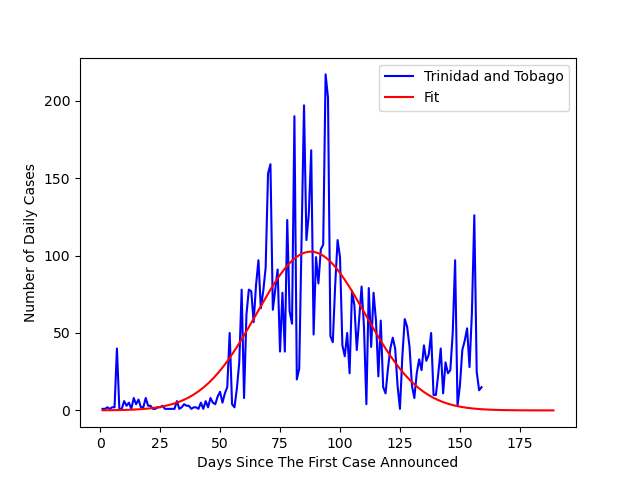 Trinidad and Tobago
Fit
Number of Daily Cases
200
150
100
50
0
0 25 50 75 100 125 150 175
Days Since The First Case Announced